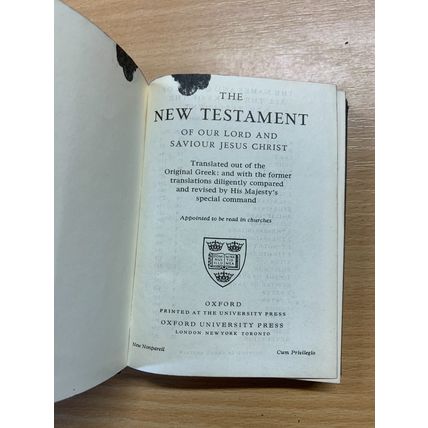 THE
NEW TESTAMENT
OF OUR LORD AND
SAVIOUR JESUS CHRIST
Translated out of the
Original Greek: and with the former
translations diligently compared
and revised by His Majesty's
special command
Appointed to be read in churches
OXFORD
PRINTED AT THE UNIVERSITY PRESS
OXFORD UNIVERSITY PRESS
LONDON NEW YORK TORONTO
New Nonpareil
Cum Privilegio